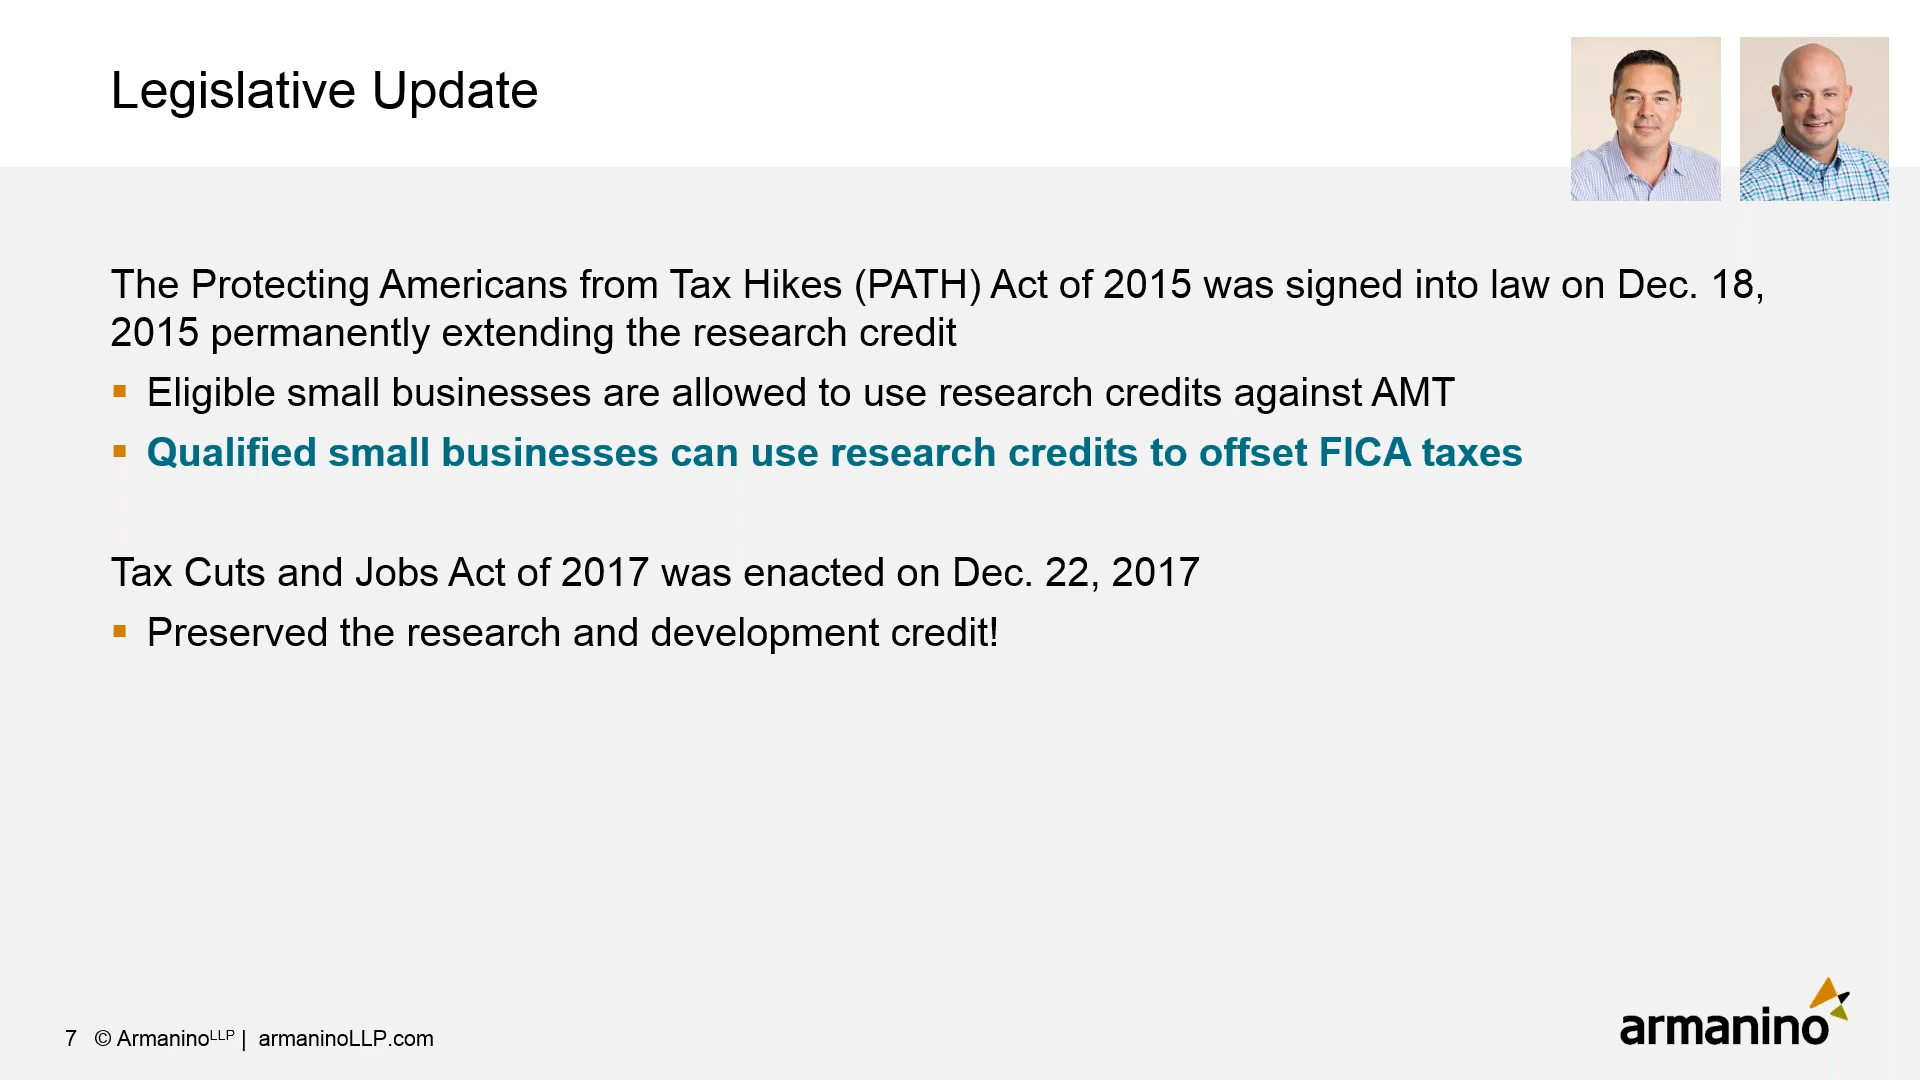 Legislative Update
The Protecting Americans from Tax Hikes (PATH) Act of 2015 was signed into law on Dec. 18,
2015 permanently extending the research credit
▪ Eligible small businesses are allowed to use research credits against AMT
▪ Qualified small businesses can use research credits to offset FICA taxes
Tax Cuts and Jobs Act of 2017 was enacted on Dec. 22, 2017
▪ Preserved the research and development credit!
7 © ArmaninoLLP | armaninoLLP.com
armanino